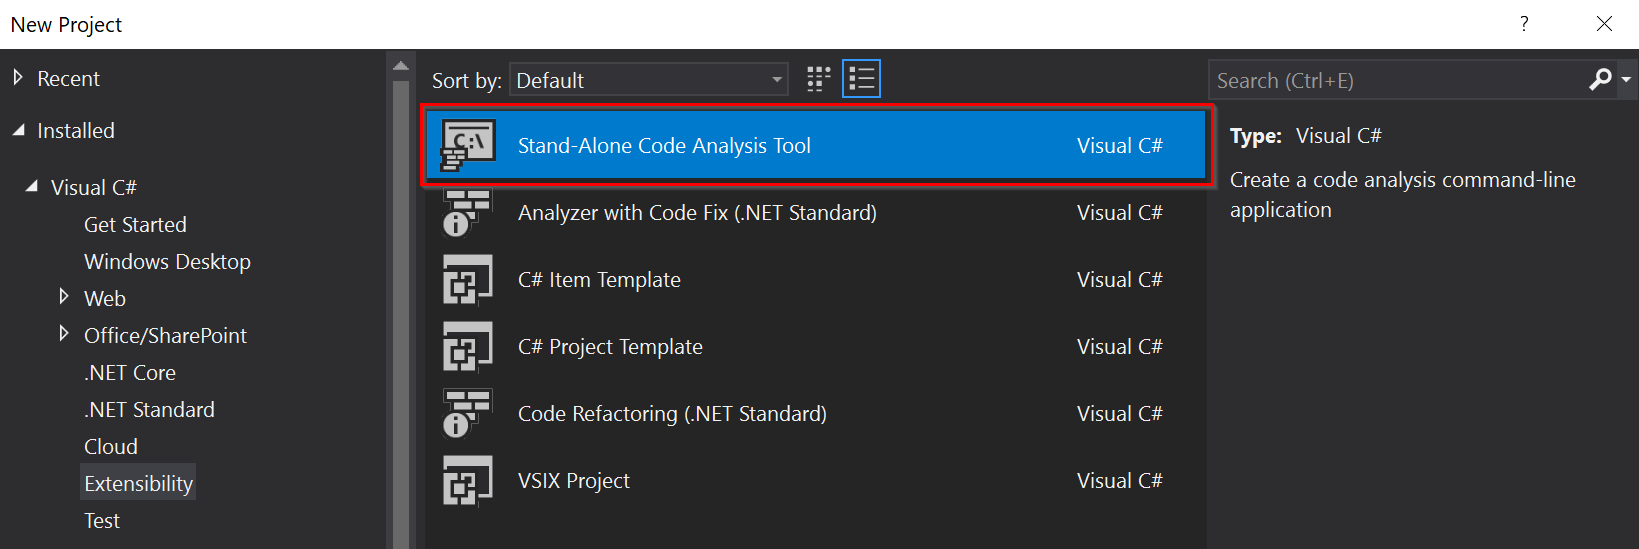 New Project
?
Recent
Installed
Visual C#
Get Started
Windows Desktop
Web
Office/SharePoint
.NET Core
.NET Standard
Cloud
Extensibility
Test
Sort by: Default
C:\
Stand-Alone Code Analysis Tool Visual C#
Analyzer with Code Fix (.NET Standard) Visual C#
C# Item Template Visual C#
C# Project Template Visual C#
Code Refactoring (.NET Standard) Visual C#
VSIX Project Visual C#
Search (Ctrl+E)
Type: Visual C#
Create a code analysis command-line
application